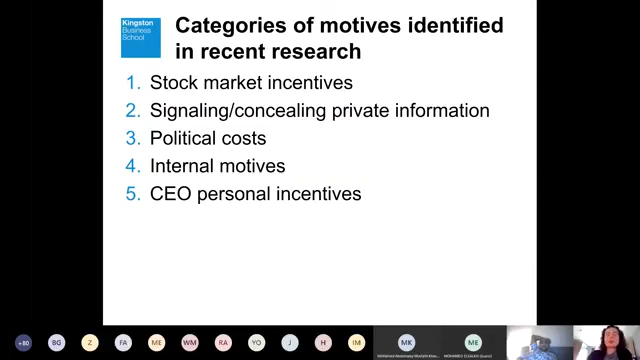 Kingston
Business
School
Categories of motives identified
in recent research
1. Stock market incentives
2. Signaling/concealing private information
3. Political costs
4. Internal motives
5. CEO personal incentives
+80 BG Z FA ME WM RA YO J H IM MK ME